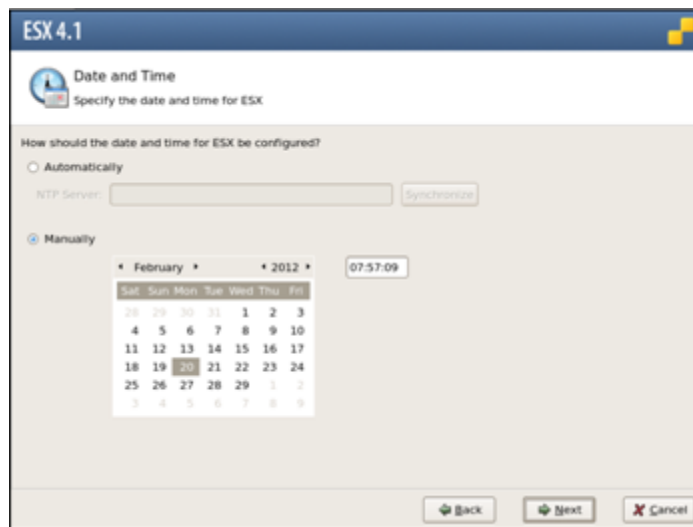 ESX 4.1
Date and Time
Specify the date and time for ESX
How should the date and time for ESX be configured?
Automatically
NTP Server:
Synchronize
Manually
February 2012 07:57:09
Sat Sun Mon Tue Wed Thu Fri
28 29 30 31 1 2 3
4 5 6 7 8 9 10
11 12 13 14 15 16 17
18 19 20 21 22 23 24
25 26 27 28 29 1 2
3 4 5 6 7 8 9
Back Next Cancel